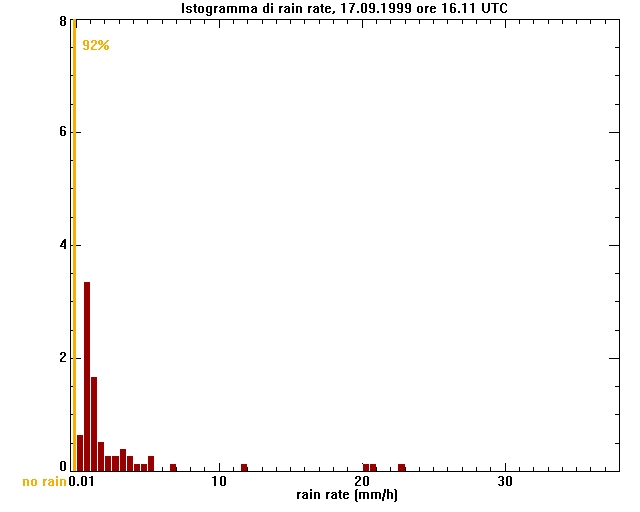 Istogramma di rain rate, 17.09.1999 ore 16.11 UTC
8
92%
6
4
2
0
no rain 0.01 10 20 30
rain rate (mm/h)